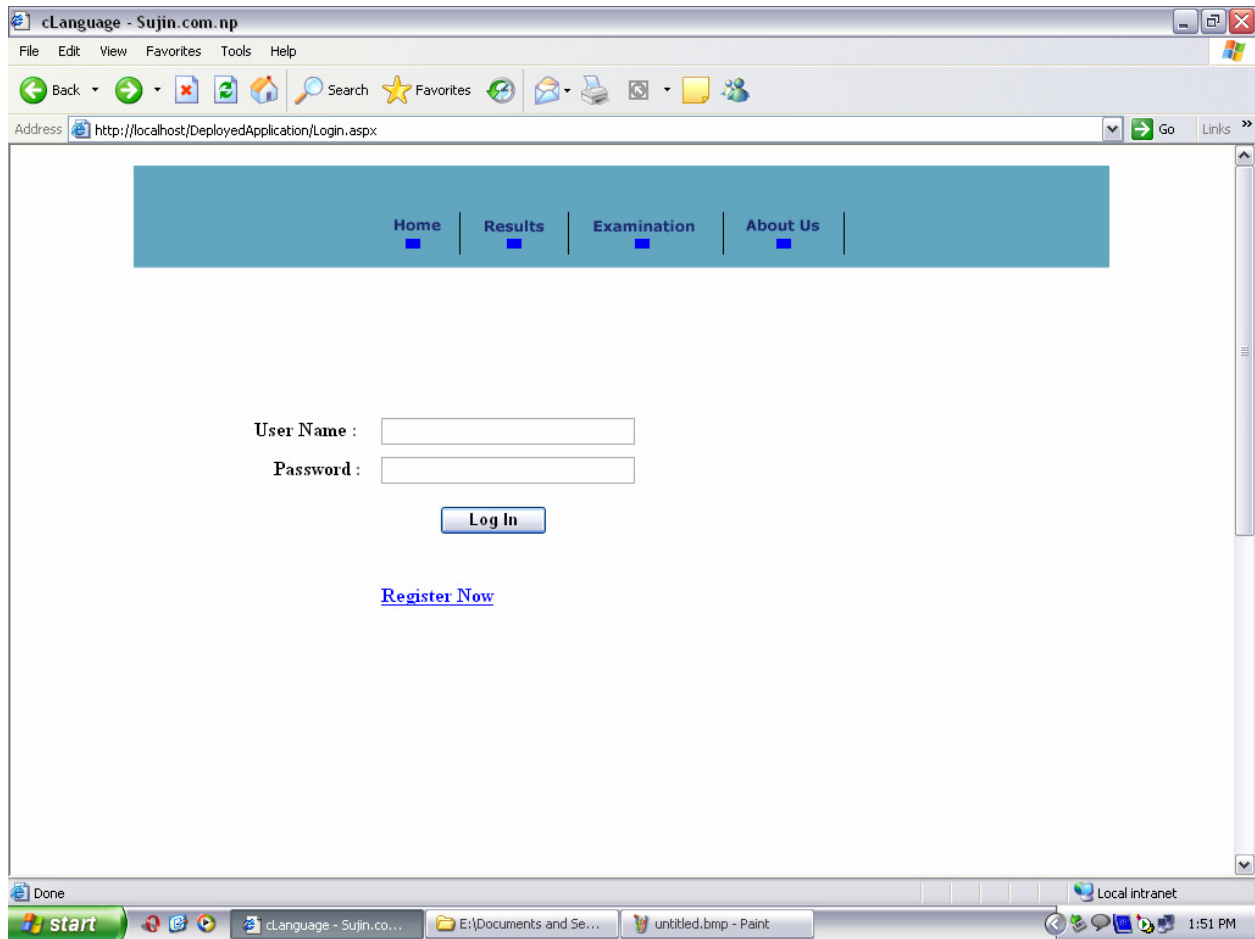 cLanguage - Sujin.com.np
File Edit View Favorites Tools Help
Back Search Favorites
Address http://localhost/DeployedApplication/Login.aspx Go Links »
Home Results Examination About Us
User Name :
Password :
Log In
Register Now
Done Local intranet
start cLanguage - Sujin.co... E:\Documents and Se... untitled.bmp - Paint 1:51 PM